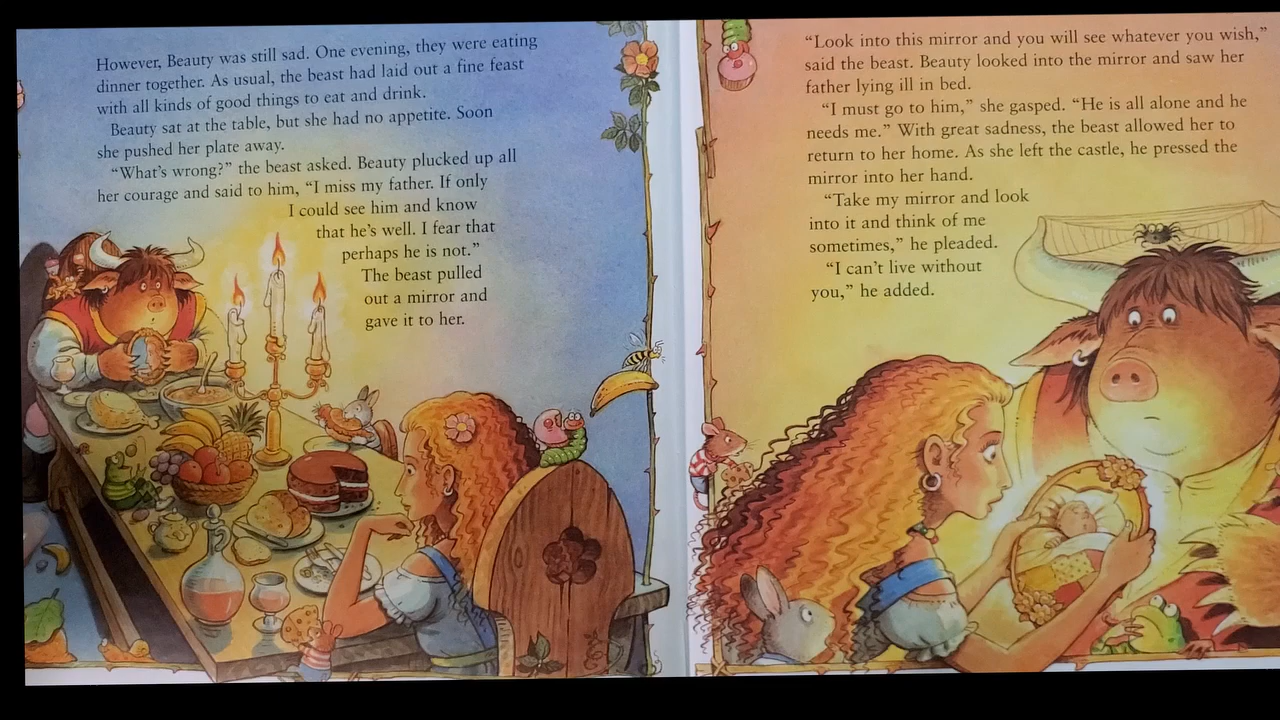 However, Beauty was still sad. One evening, they were eating
dinner together. As usual, the beast had laid out a fine feast
with all kinds of good things to eat and drink.
Beauty sat at the table, but she had no appetite. Soon
she pushed her plate away.
“What’s wrong?” the beast asked. Beauty plucked up all
her courage and said to him, “I miss my father. If only
I could see him and know
that he’s well. I fear that
perhaps he is not.”
The beast pulled
out a mirror and
gave it to her.
“Look into this mirror and you will see whatever you wish,”
said the beast. Beauty looked into the mirror and saw her
father lying ill in bed.
“I must go to him,” she gasped. “He is all alone and he
needs me.” With great sadness, the beast allowed her to
return to her home. As she left the castle, he pressed the
mirror into her hand.
“Take my mirror and look
into it and think of me
sometimes,” he pleaded.
“I can’t live without
you,” he added.